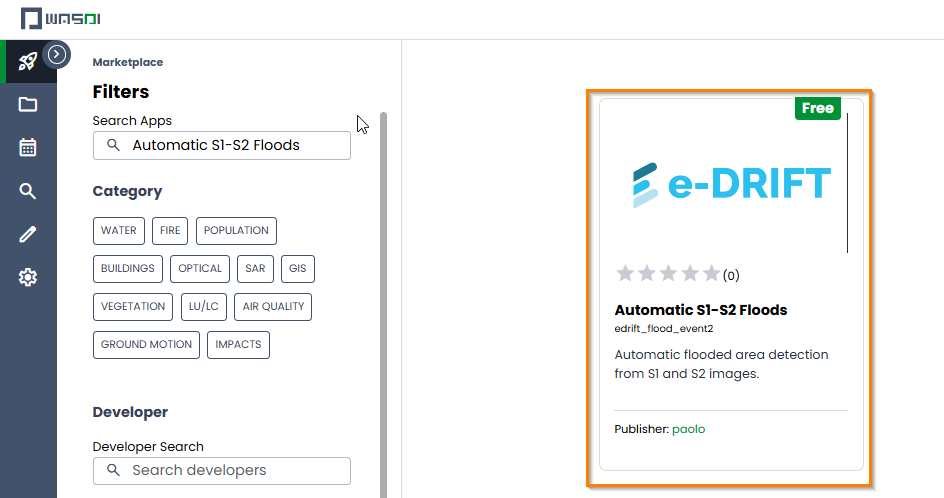 WASDI
Marketplace
Filters
Search Apps
Automatic S1-S2 Floods
Category
WATER
FIRE
POPULATION
BUILDINGS
OPTICAL
SAR
GIS
VEGETATION
LU/LC
AIR QUALITY
GROUND MOTION
IMPACTS
Developer
Developer Search
Search developers
Free
e-DRIFT
(0)
Automatic S1-S2 Floods
edrift_flood_event2
Automatic flooded area detection
from S1 and S2 images.
Publisher: paolo